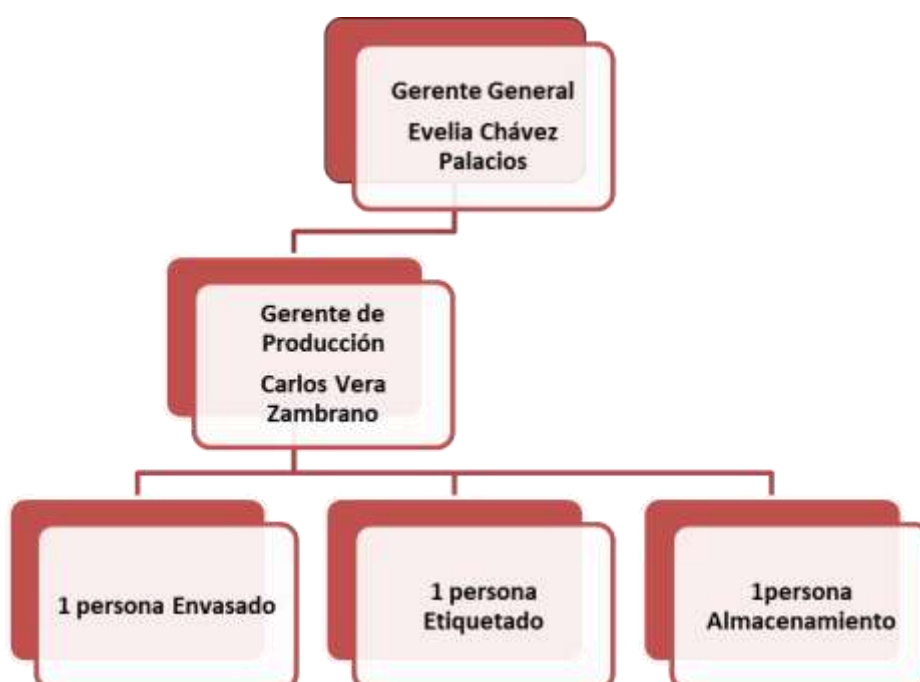 Gerente General
Evelia Chávez
Palacios
Gerente de
Producción
Carlos Vera
Zambrano
1 persona Envasado
1 persona
Etiquetado
1persona
Almacenamiento